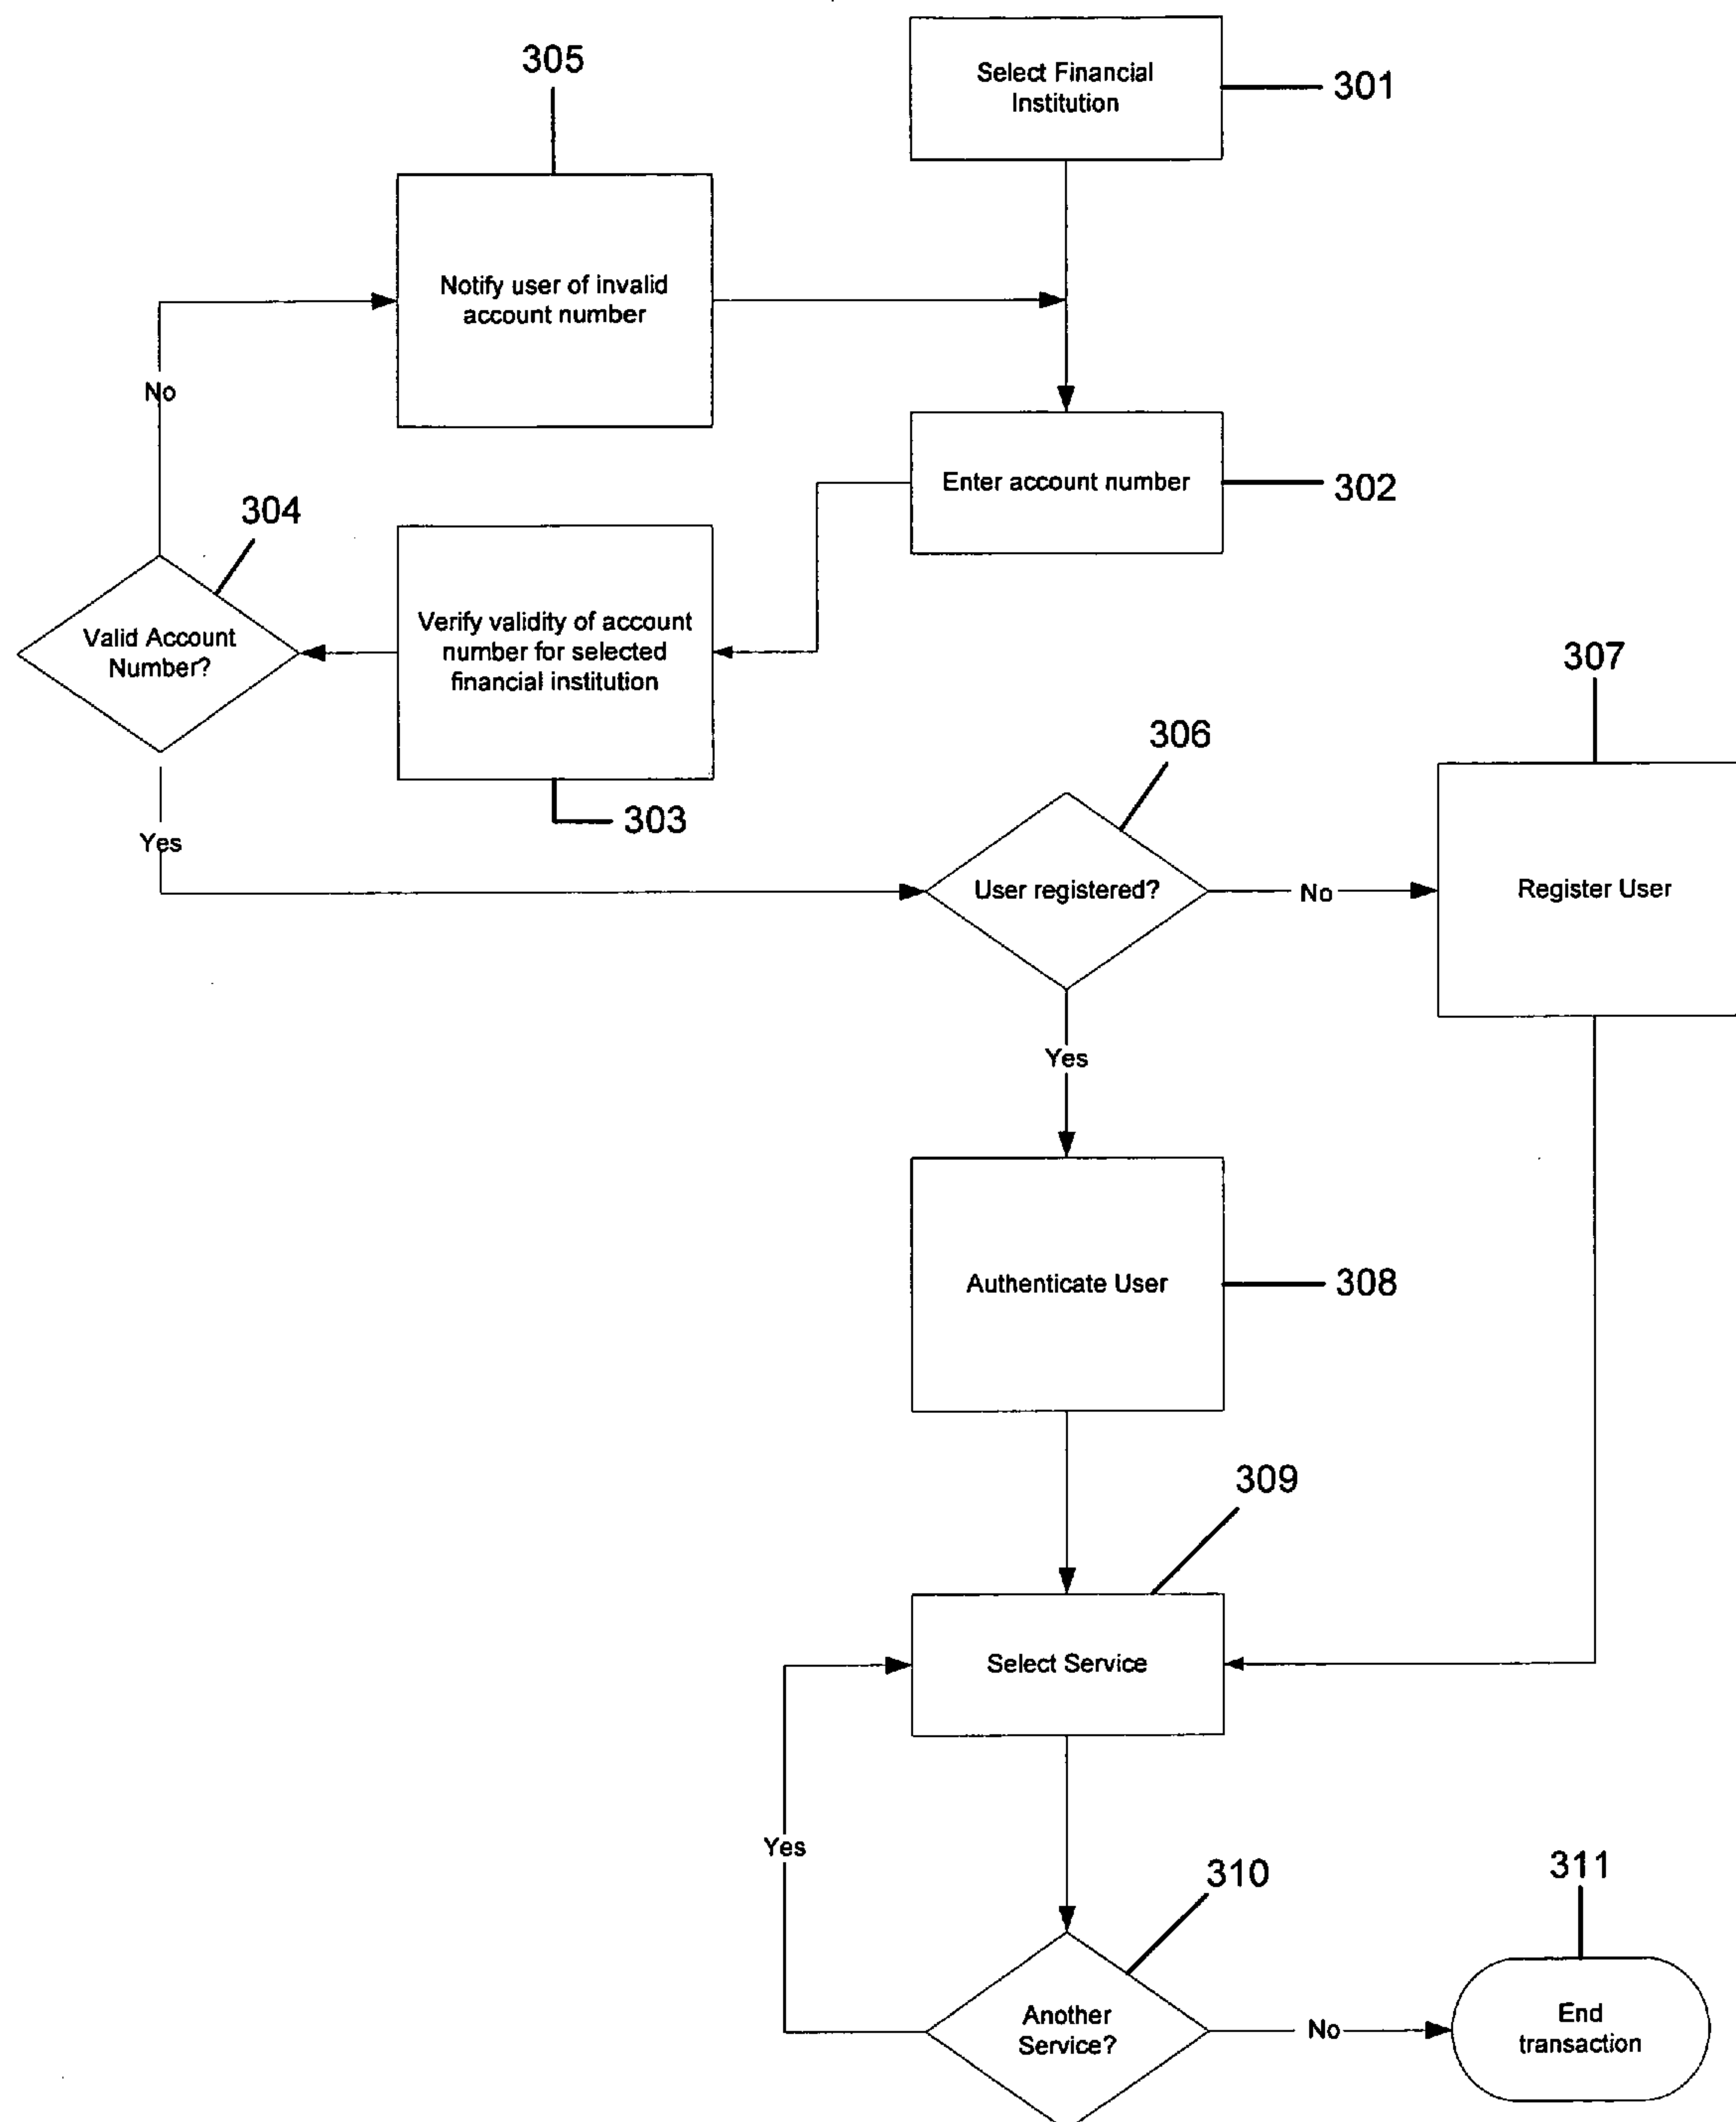 305
Select Financial
Institution
301
Notify user of invalid
account number
No
Enter account number
302
304
Valid Account
Number?
Verify validity of account
number for selected
financial institution
303
Yes
306
307
User registered?
No
Register User
Yes
Authenticate User
308
309
Select Service
Yes
310
311
Another
Service?
No
End
transaction